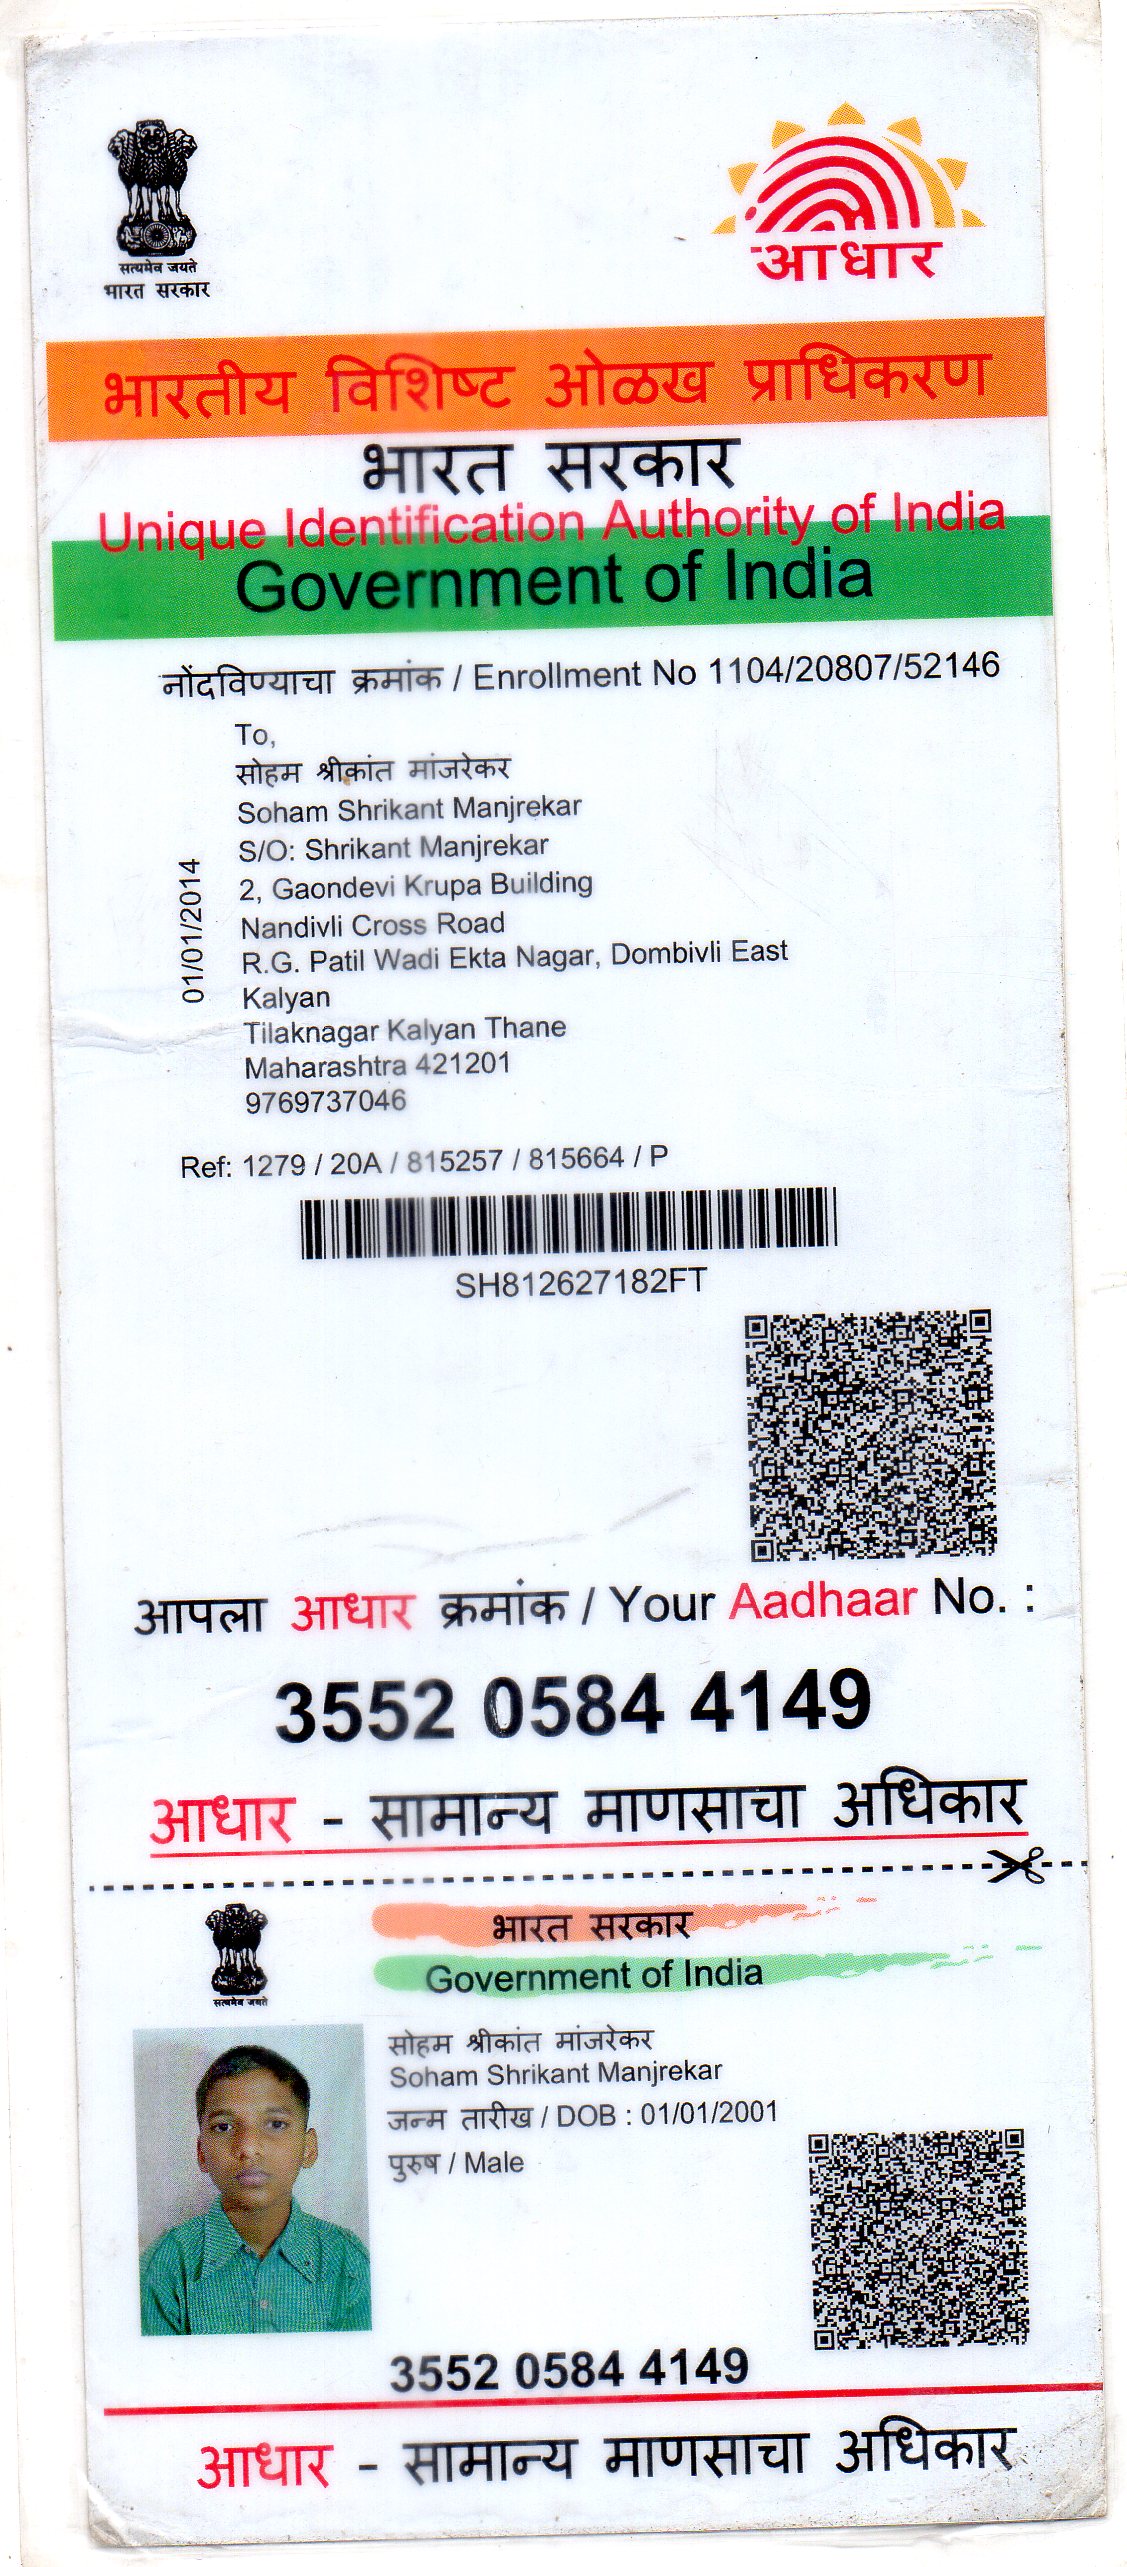 सत्यमेव जयते
भारत सरकार
आधार
भारतीय विशिष्ट ओळख प्राधिकरण
भारत सरकार
Unique Identification Authority of India
Government of India
नोंदविण्याचा क्रमांक / Enrollment No 1104/20807/52146
To,
सोहम श्रीकांत मांजरेकर
Soham Shrikant Manjrekar
S/O: Shrikant Manjrekar
2, Gaondevi Krupa Building
Nandivli Cross Road
R.G. Patil Wadi Ekta Nagar, Dombivli East
Kalyan
Tilaknagar Kalyan Thane
Maharashtra 421201
9769737046
01/01/2014
Ref: 1279 / 20A / 815257 / 815664 / P
SH812627182FT
आपला आधार क्रमांक / Your Aadhaar No. :
3552 0584 4149
आधार - सामान्य माणसाचा अधिकार
सत्यमेव जयते
भारत सरकार
Government of India
सोहम श्रीकांत मांजरेकर
Soham Shrikant Manjrekar
जन्म तारीख / DOB : 01/01/2001
पुरुष / Male
3552 0584 4149
आधार - सामान्य माणसाचा अधिकार